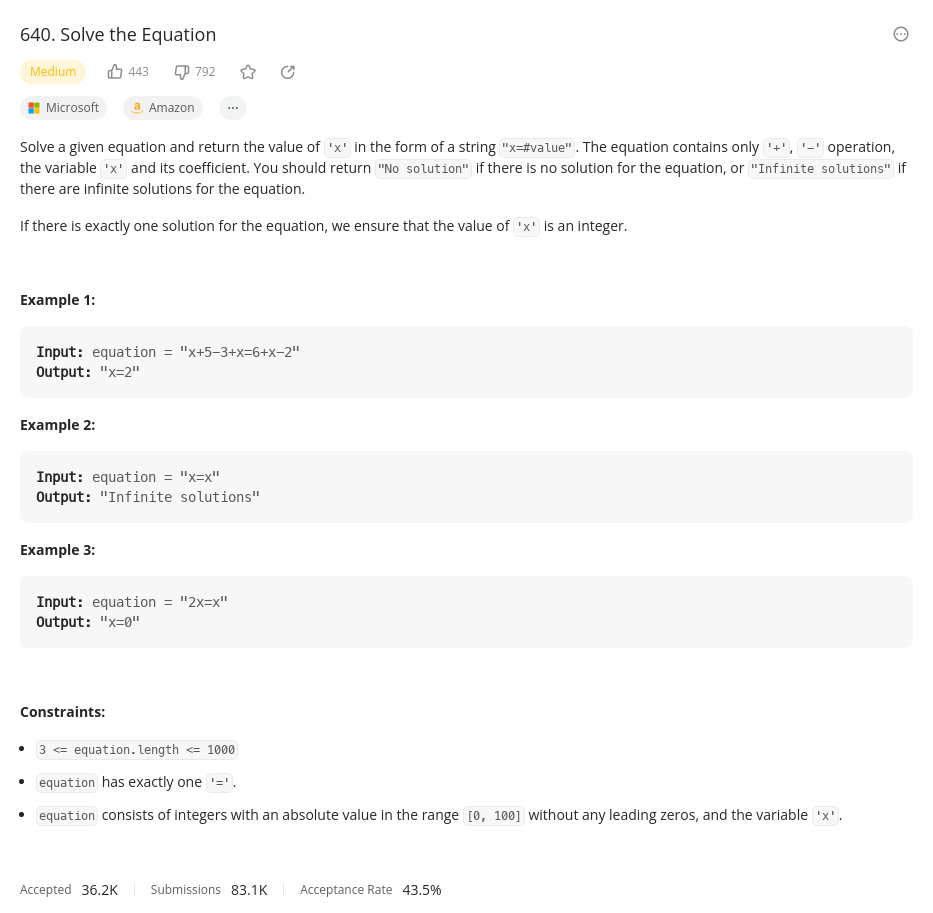 640. Solve the Equation
Medium 443 792
Microsoft Amazon ...
Solve a given equation and return the value of 'x' in the form of a string "x=#value". The equation contains only '+', '-' operation,
the variable 'x' and its coefficient. You should return "No solution" if there is no solution for the equation, or "Infinite solutions" if
there are infinite solutions for the equation.
If there is exactly one solution for the equation, we ensure that the value of 'x' is an integer.
Example 1:
Input: equation = "x+5-3+x=6+x-2"
Output: "x=2"
Example 2:
Input: equation = "x=x"
Output: "Infinite solutions"
Example 3:
Input: equation = "2x=x"
Output: "x=0"
Constraints:
• 3 <= equation.length <= 1000
• equation has exactly one '='.
• equation consists of integers with an absolute value in the range [0, 100] without any leading zeros, and the variable 'x'.
Accepted 36.2K Submissions 83.1K Acceptance Rate 43.5%